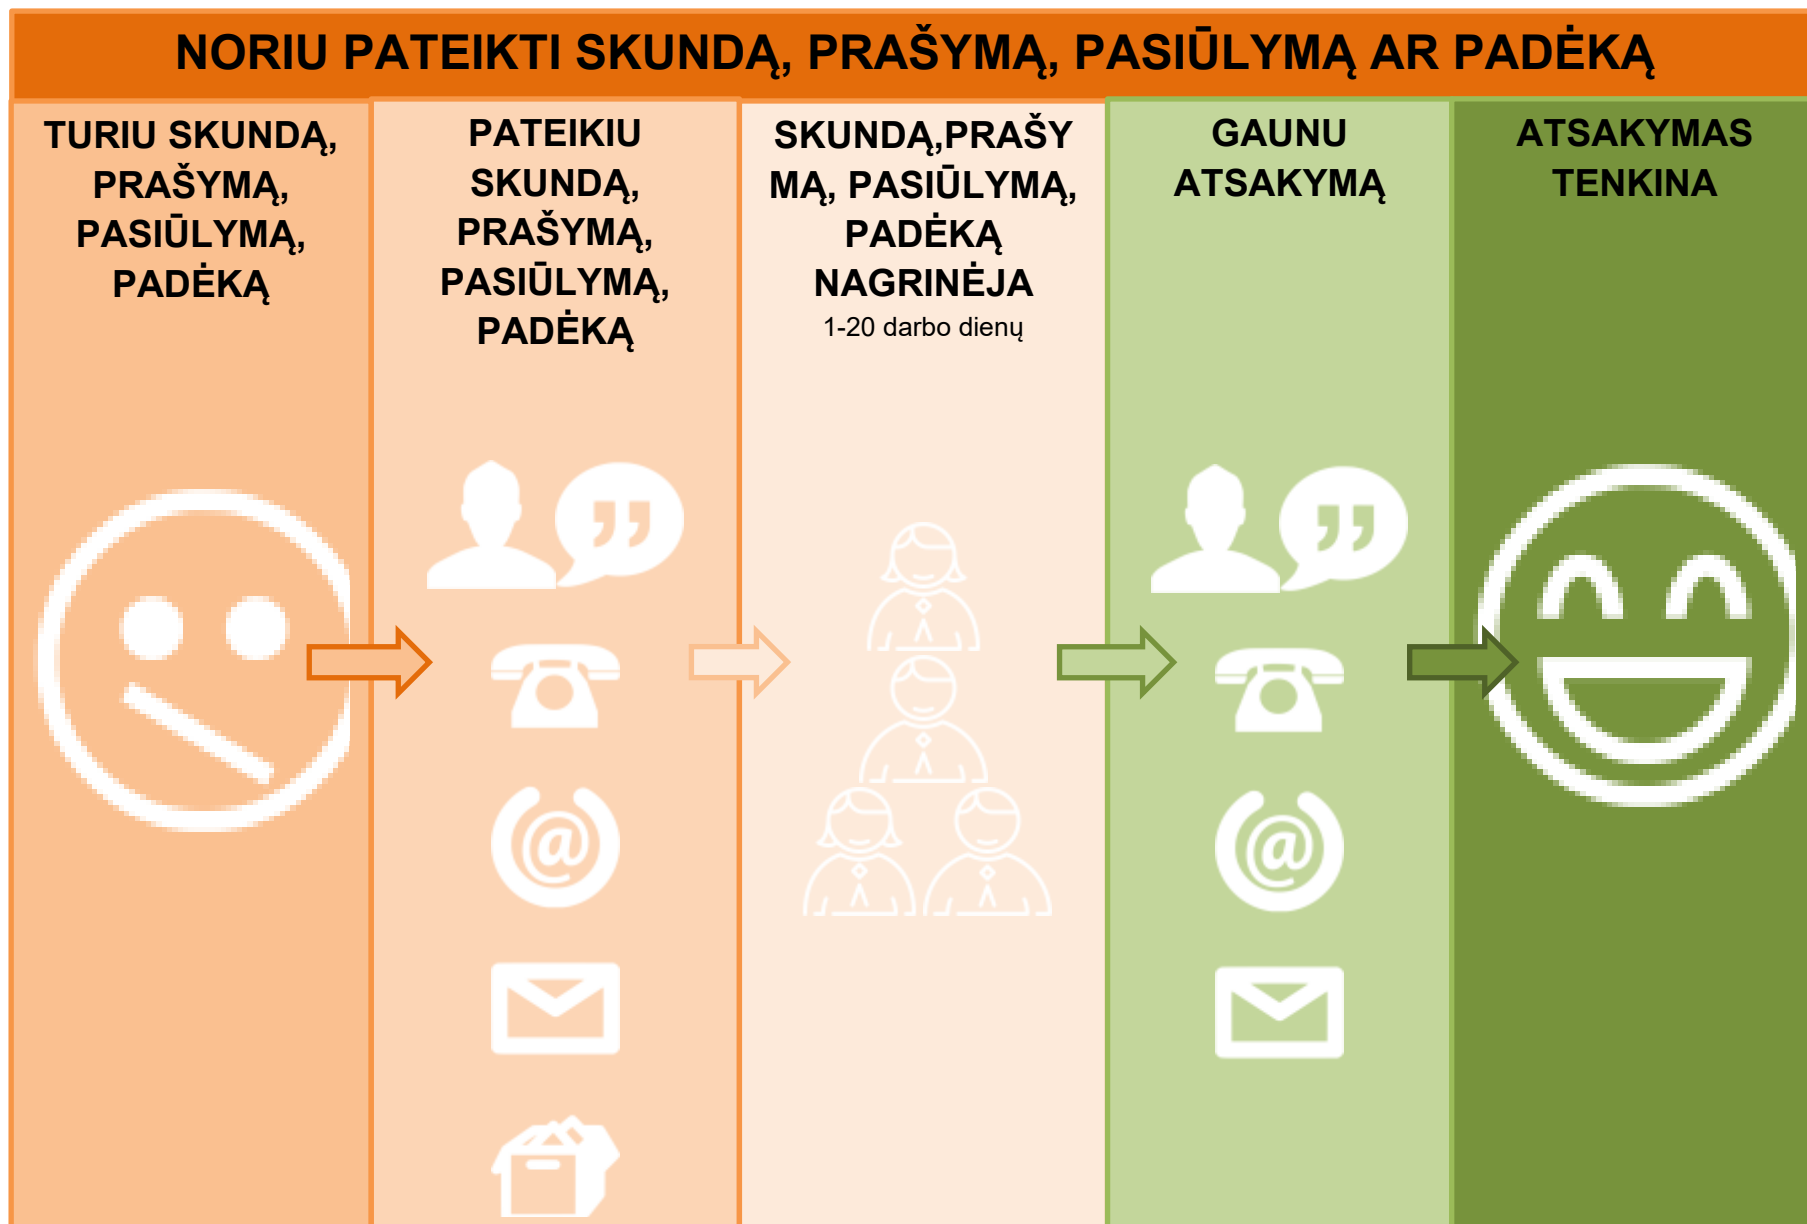 NORIU PATEIKTI SKUNDĄ, PRAŠYMĄ, PASIŪLYMĄ AR PADĖKĄ
TURIU SKUNDĄ,
PRAŠYMĄ,
PASIŪLYMĄ,
PADĖKĄ
PATEIKIU
SKUNDĄ,
PRAŠYMĄ,
PASIŪLYMĄ,
PADĖKĄ
SKUNDĄ,PRAŠY
MĄ, PASIŪLYMĄ,
PADĖKĄ
NAGRINĖJA
1-20 darbo dienų
GAUNU
ATSAKYMĄ
ATSAKYMAS
TENKINA